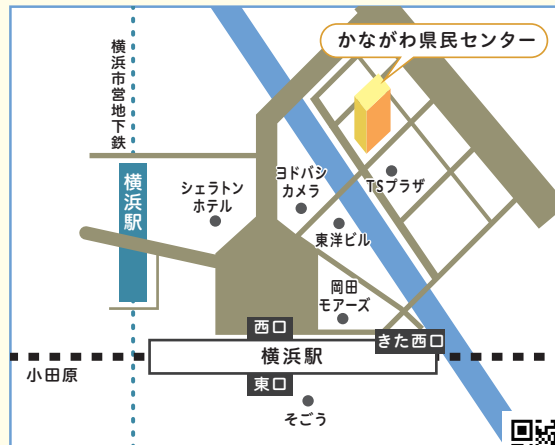 かながわ県民センター
横浜市営地下鉄
横浜駅
シェラトン
ホテル
ヨドバシ
カメラ
TSプラザ
東洋ビル
岡田
モアーズ
西口
きた西口
横浜駅
小田原
東口
そごう